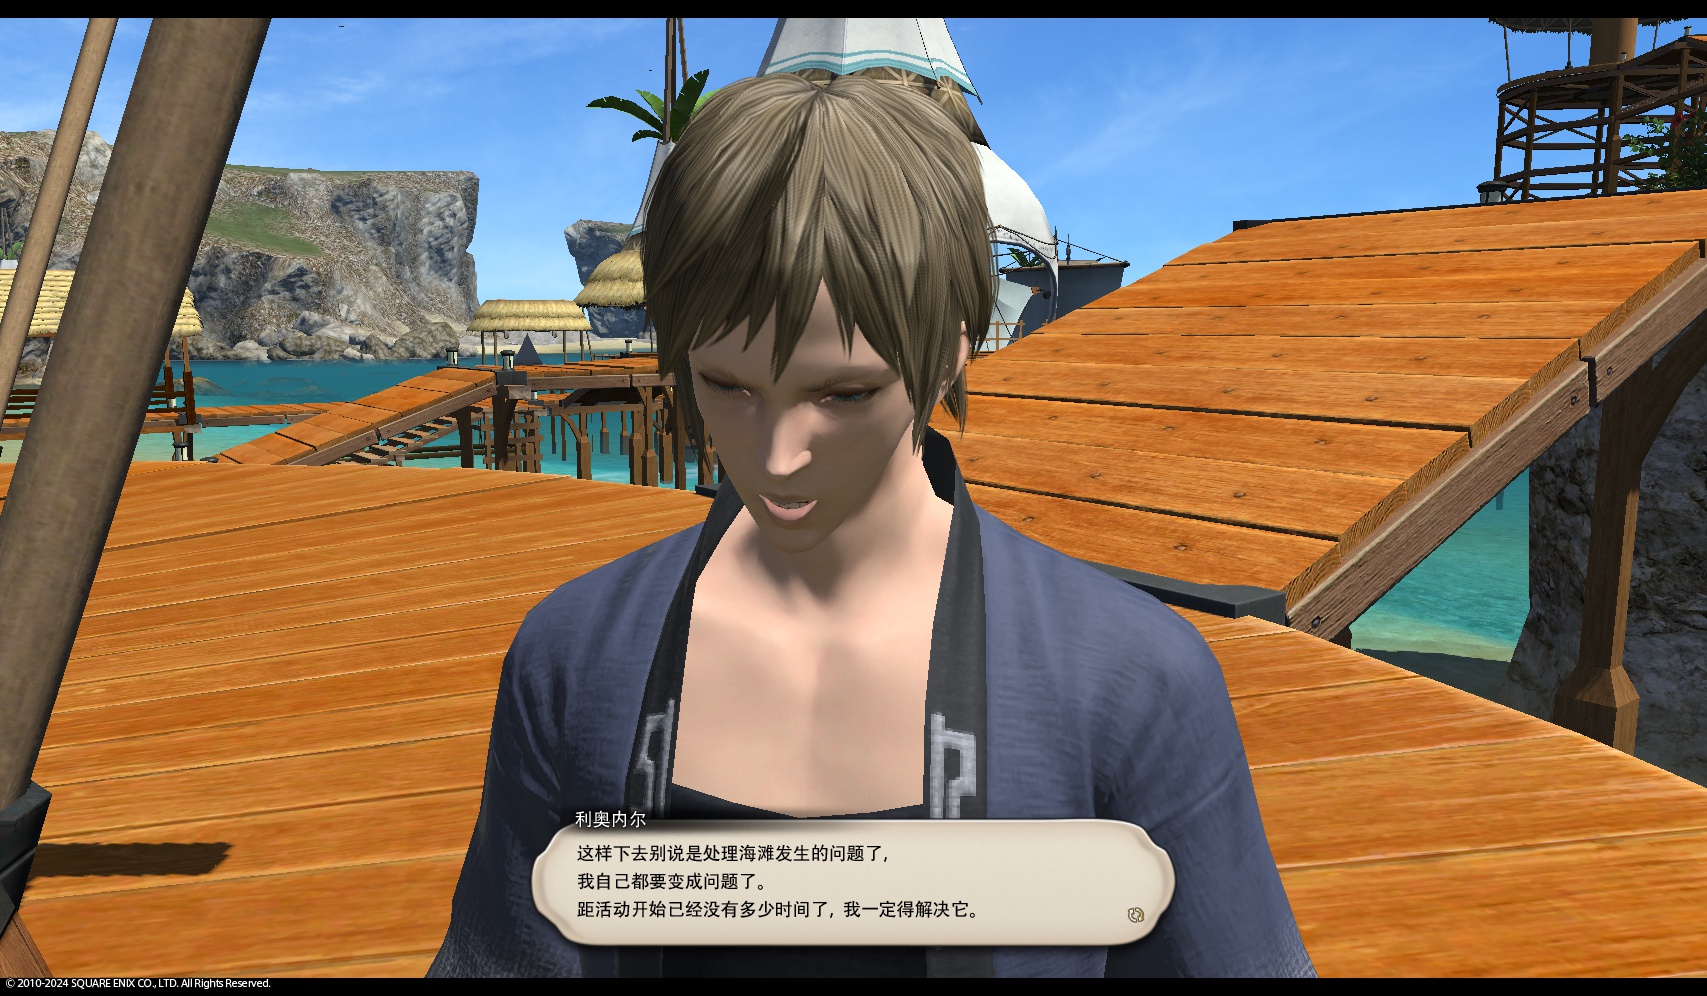 利奥内尔
这样下去别说是处理海滩发生的问题了,
我自己都要变成问题了。
距活动开始已经没有多少时间了, 我一定得解决它。
© 2010-2024 SQUARE ENIX CO., LTD. All Rights Reserved.